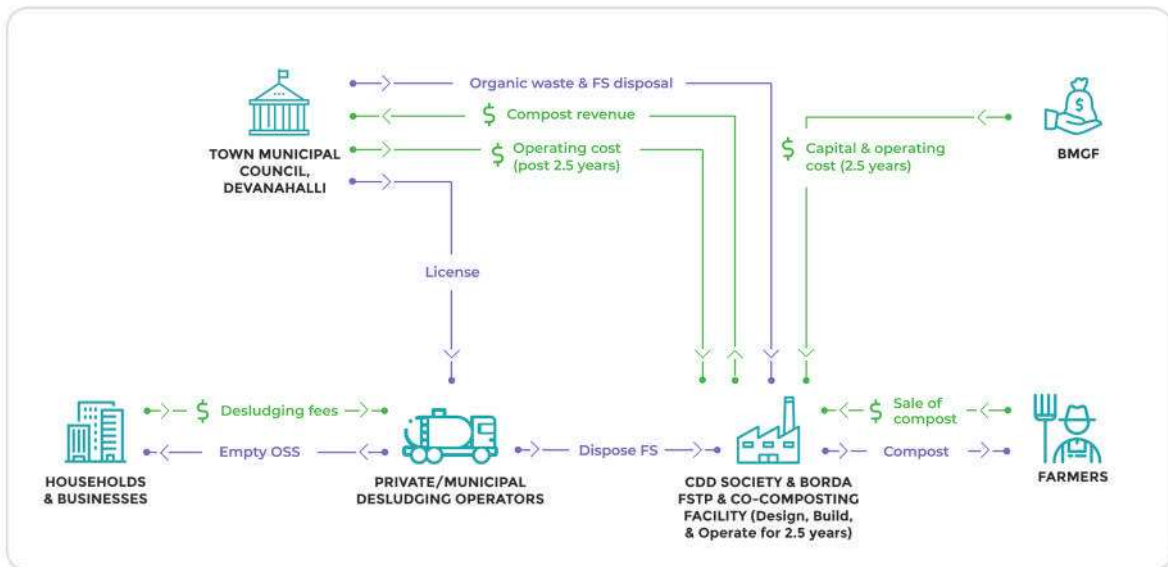 Organic waste & FS disposal
$ Compost revenue
$ Operating cost
(post 2.5 years)
$ Capital & operating
cost (2.5 years)
$
TOWN MUNICIPAL
COUNCIL,
DEVANAHALLI
BMGF
License
$ Desludging fees
Empty OSS
Dispose FS
$ Sale of
compost
Compost
HOUSEHOLDS
& BUSINESSES
PRIVATE/MUNICIPAL
DESLUDGING OPERATORS
CDD SOCIETY & BORDA
FSTP & CO-COMPOSTING
FACILITY (Design, Build,
& Operate for 2.5 years)
FARMERS